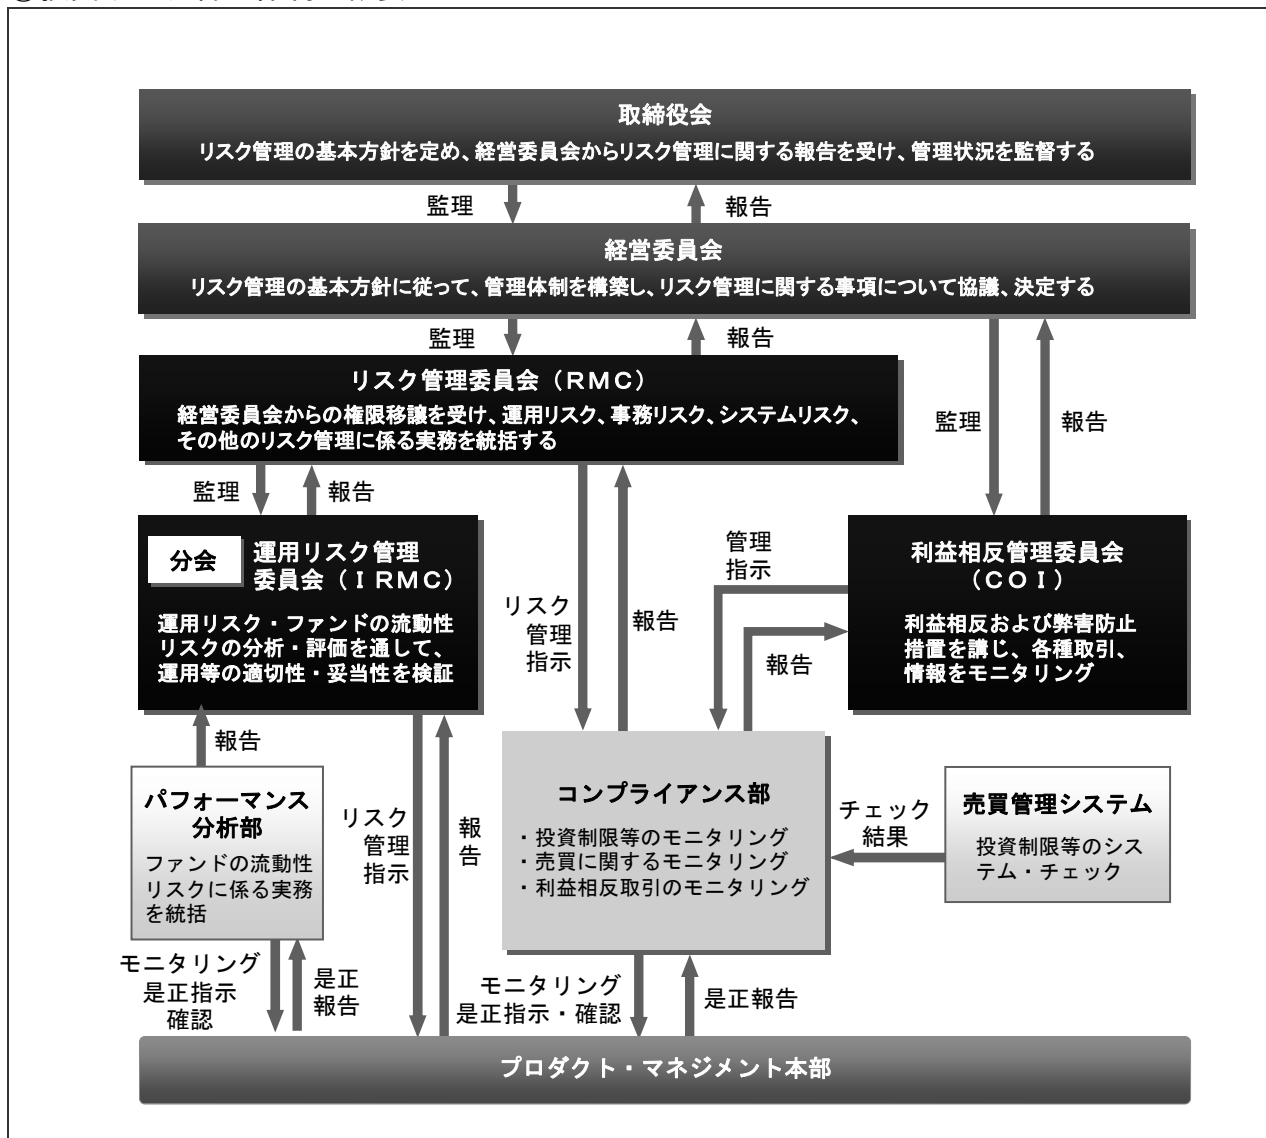 取締役会
リスク管理の基本方針を定め、経営委員会からリスク管理に関する報告を受け、管理状況を監督する
監理
報告
経営委員会
リスク管理の基本方針に従って、管理体制を構築し、リスク管理に関する事項について協議、決定する
監理
報告
リスク管理委員会（ＲＭＣ）
経営委員会からの権限移譲を受け、運用リスク、事務リスク、システムリスク、
その他のリスク管理に係る実務を統括する
監理
報告
監理
報告
分会
運用リスク管理
委員会（ＩＲＭＣ）
運用リスク・ファンドの流動性
リスクの分析・評価を通して、
運用等の適切性・妥当性を検証
リスク
管理
指示
報告
管理
指示
報告
利益相反管理委員会
（ＣＯＩ）
利益相反および弊害防止
措置を講じ、各種取引、
情報をモニタリング
報告
パフォーマンス
分析部
ファンドの流動性
リスクに係る実務
を統括
リスク
管理
指示
報
告
コンプライアンス部
・投資制限等のモニタリング
・売買に関するモニタリング
・利益相反取引のモニタリング
チェック
結果
売買管理システム
投資制限等のシス
テム・チェック
モニタリング
是正指示
確認
是正
報告
モニタリング
是正指示・確認
是正報告
プロダクト・マネジメント本部